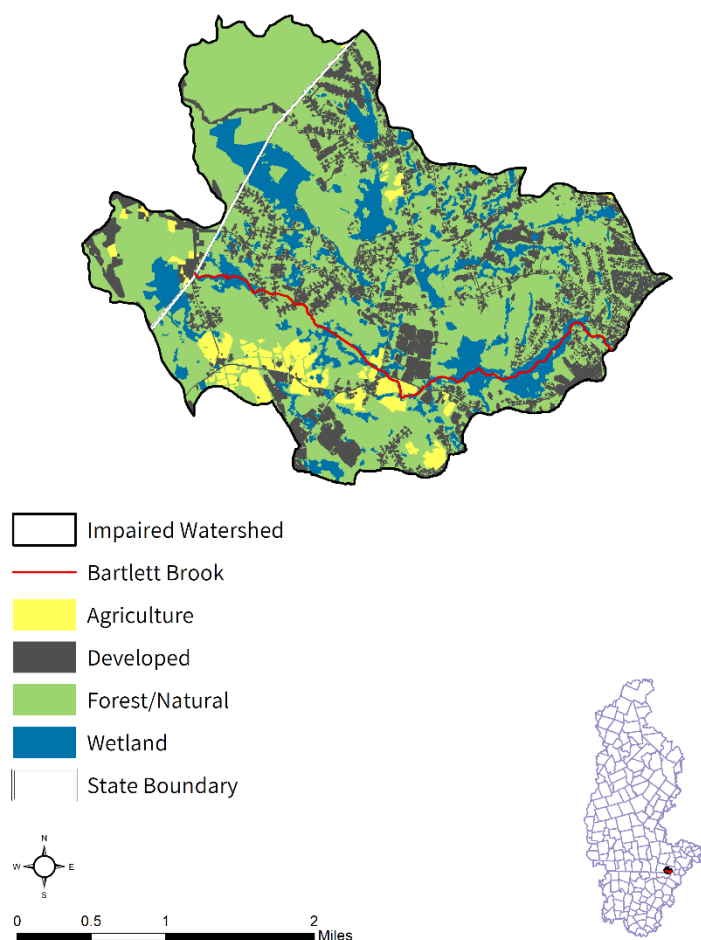 Impaired Watershed
Bartlett Brook
Agriculture
Developed
Forest/Natural
Wetland
State Boundary
N
W E
S
0 0.5 1 2
Miles